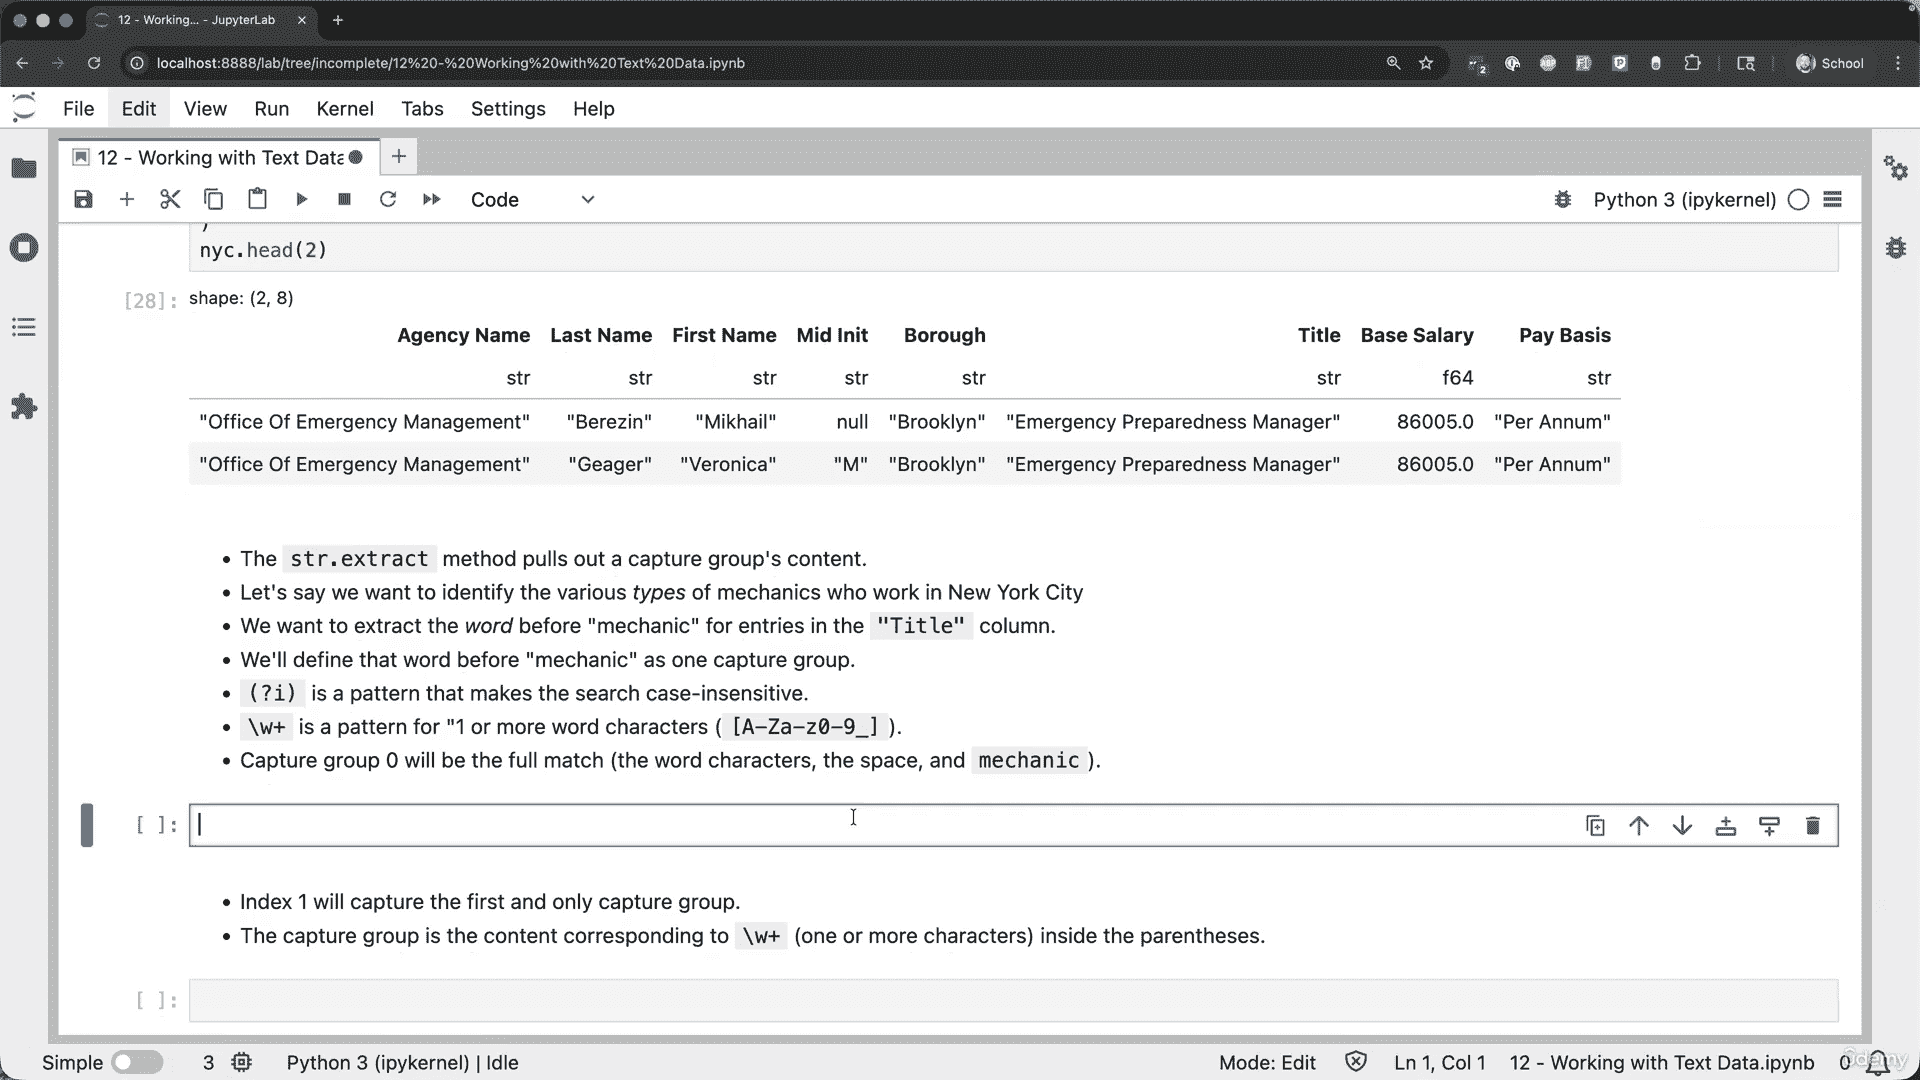 12 - Working... - JupyterLab
localhost:8888/lab/tree/incomplete/12%20-%20Working%20with%20Text%20Data.ipynb
2
School
File Edit View Run Kernel Tabs Settings Help
12 - Working with Text Data
Code
Python 3 (ipykernel)
)
nyc.head(2)
[28]: shape: (2, 8)
Agency Name Last Name First Name Mid Init Borough Title Base Salary Pay Basis
str str str str str str f64 str
"Office Of Emergency Management" "Berezin" "Mikhail" null "Brooklyn" "Emergency Preparedness Manager" 86005.0 "Per Annum"
"Office Of Emergency Management" "Geager" "Veronica" "M" "Brooklyn" "Emergency Preparedness Manager" 86005.0 "Per Annum"
• The str.extract method pulls out a capture group's content.
• Let's say we want to identify the various types of mechanics who work in New York City
• We want to extract the word before "mechanic" for entries in the "Title" column.
• We'll define that word before "mechanic" as one capture group.
• (?i) is a pattern that makes the search case-insensitive.
• \w+ is a pattern for "1 or more word characters ( [A-Za-z0-9_] ).
• Capture group 0 will be the full match (the word characters, the space, and mechanic ).
[ ]:
• Index 1 will capture the first and only capture group.
• The capture group is the content corresponding to \w+ (one or more characters) inside the parentheses.
[ ]:
Simple 3 Python 3 (ipykernel) | Idle Mode: Edit Ln 1, Col 1 12 - Working with Text Data.ipynb 0
Udemy